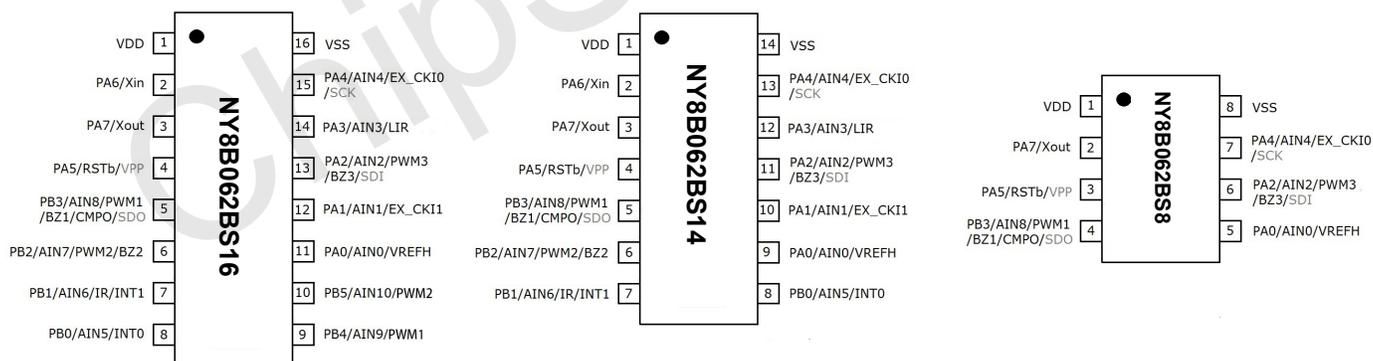 ChipS
NY8B062BS16
VDD 1
PA6/Xin 2
PA7/Xout 3
PA5/RSTb/VPP 4
PB3/AIN8/PWM1
/BZ1/CMPO/SDO 5
PB2/AIN7/PWM2/BZ2 6
PB1/AIN6/IR/INT1 7
PB0/AIN5/INT0 8
16 VSS
15 PA4/AIN4/EX_CKI0
/SCK
14 PA3/AIN3/LIR
13 PA2/AIN2/PWM3
/BZ3/SDI
12 PA1/AIN1/EX_CKI1
11 PA0/AIN0/VREFH
10 PB5/AIN10/PWM2
9 PB4/AIN9/PWM1
NY8B062BS14
VDD 1
PA6/Xin 2
PA7/Xout 3
PA5/RSTb/VPP 4
PB3/AIN8/PWM1
/BZ1/CMPO/SDO 5
PB2/AIN7/PWM2/BZ2 6
PB1/AIN6/IR/INT1 7
14 VSS
13 PA4/AIN4/EX_CKI0
/SCK
12 PA3/AIN3/LIR
11 PA2/AIN2/PWM3
/BZ3/SDI
10 PA1/AIN1/EX_CKI1
9 PA0/AIN0/VREFH
8 PB0/AIN5/INT0
NY8B062BS8
VDD 1
PA7/Xout 2
PA5/RSTb/VPP 3
PB3/AIN8/PWM1
/BZ1/CMPO/SDO 4
8 VSS
7 PA4/AIN4/EX_CKI0
/SCK
6 PA2/AIN2/PWM3
/BZ3/SDI
5 PA0/AIN0/VREFH